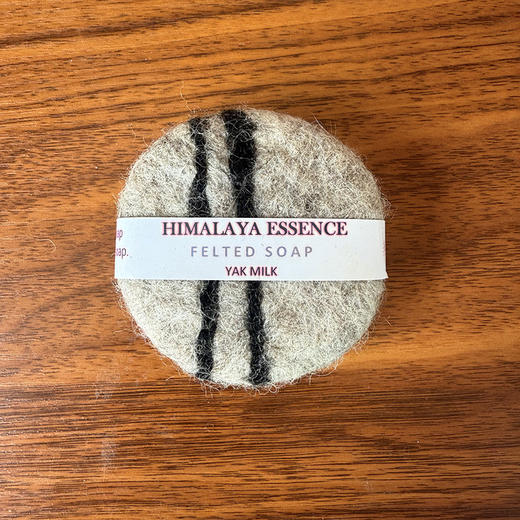 HIMALAYA ESSENCE
FELTED SOAP
YAK MILK